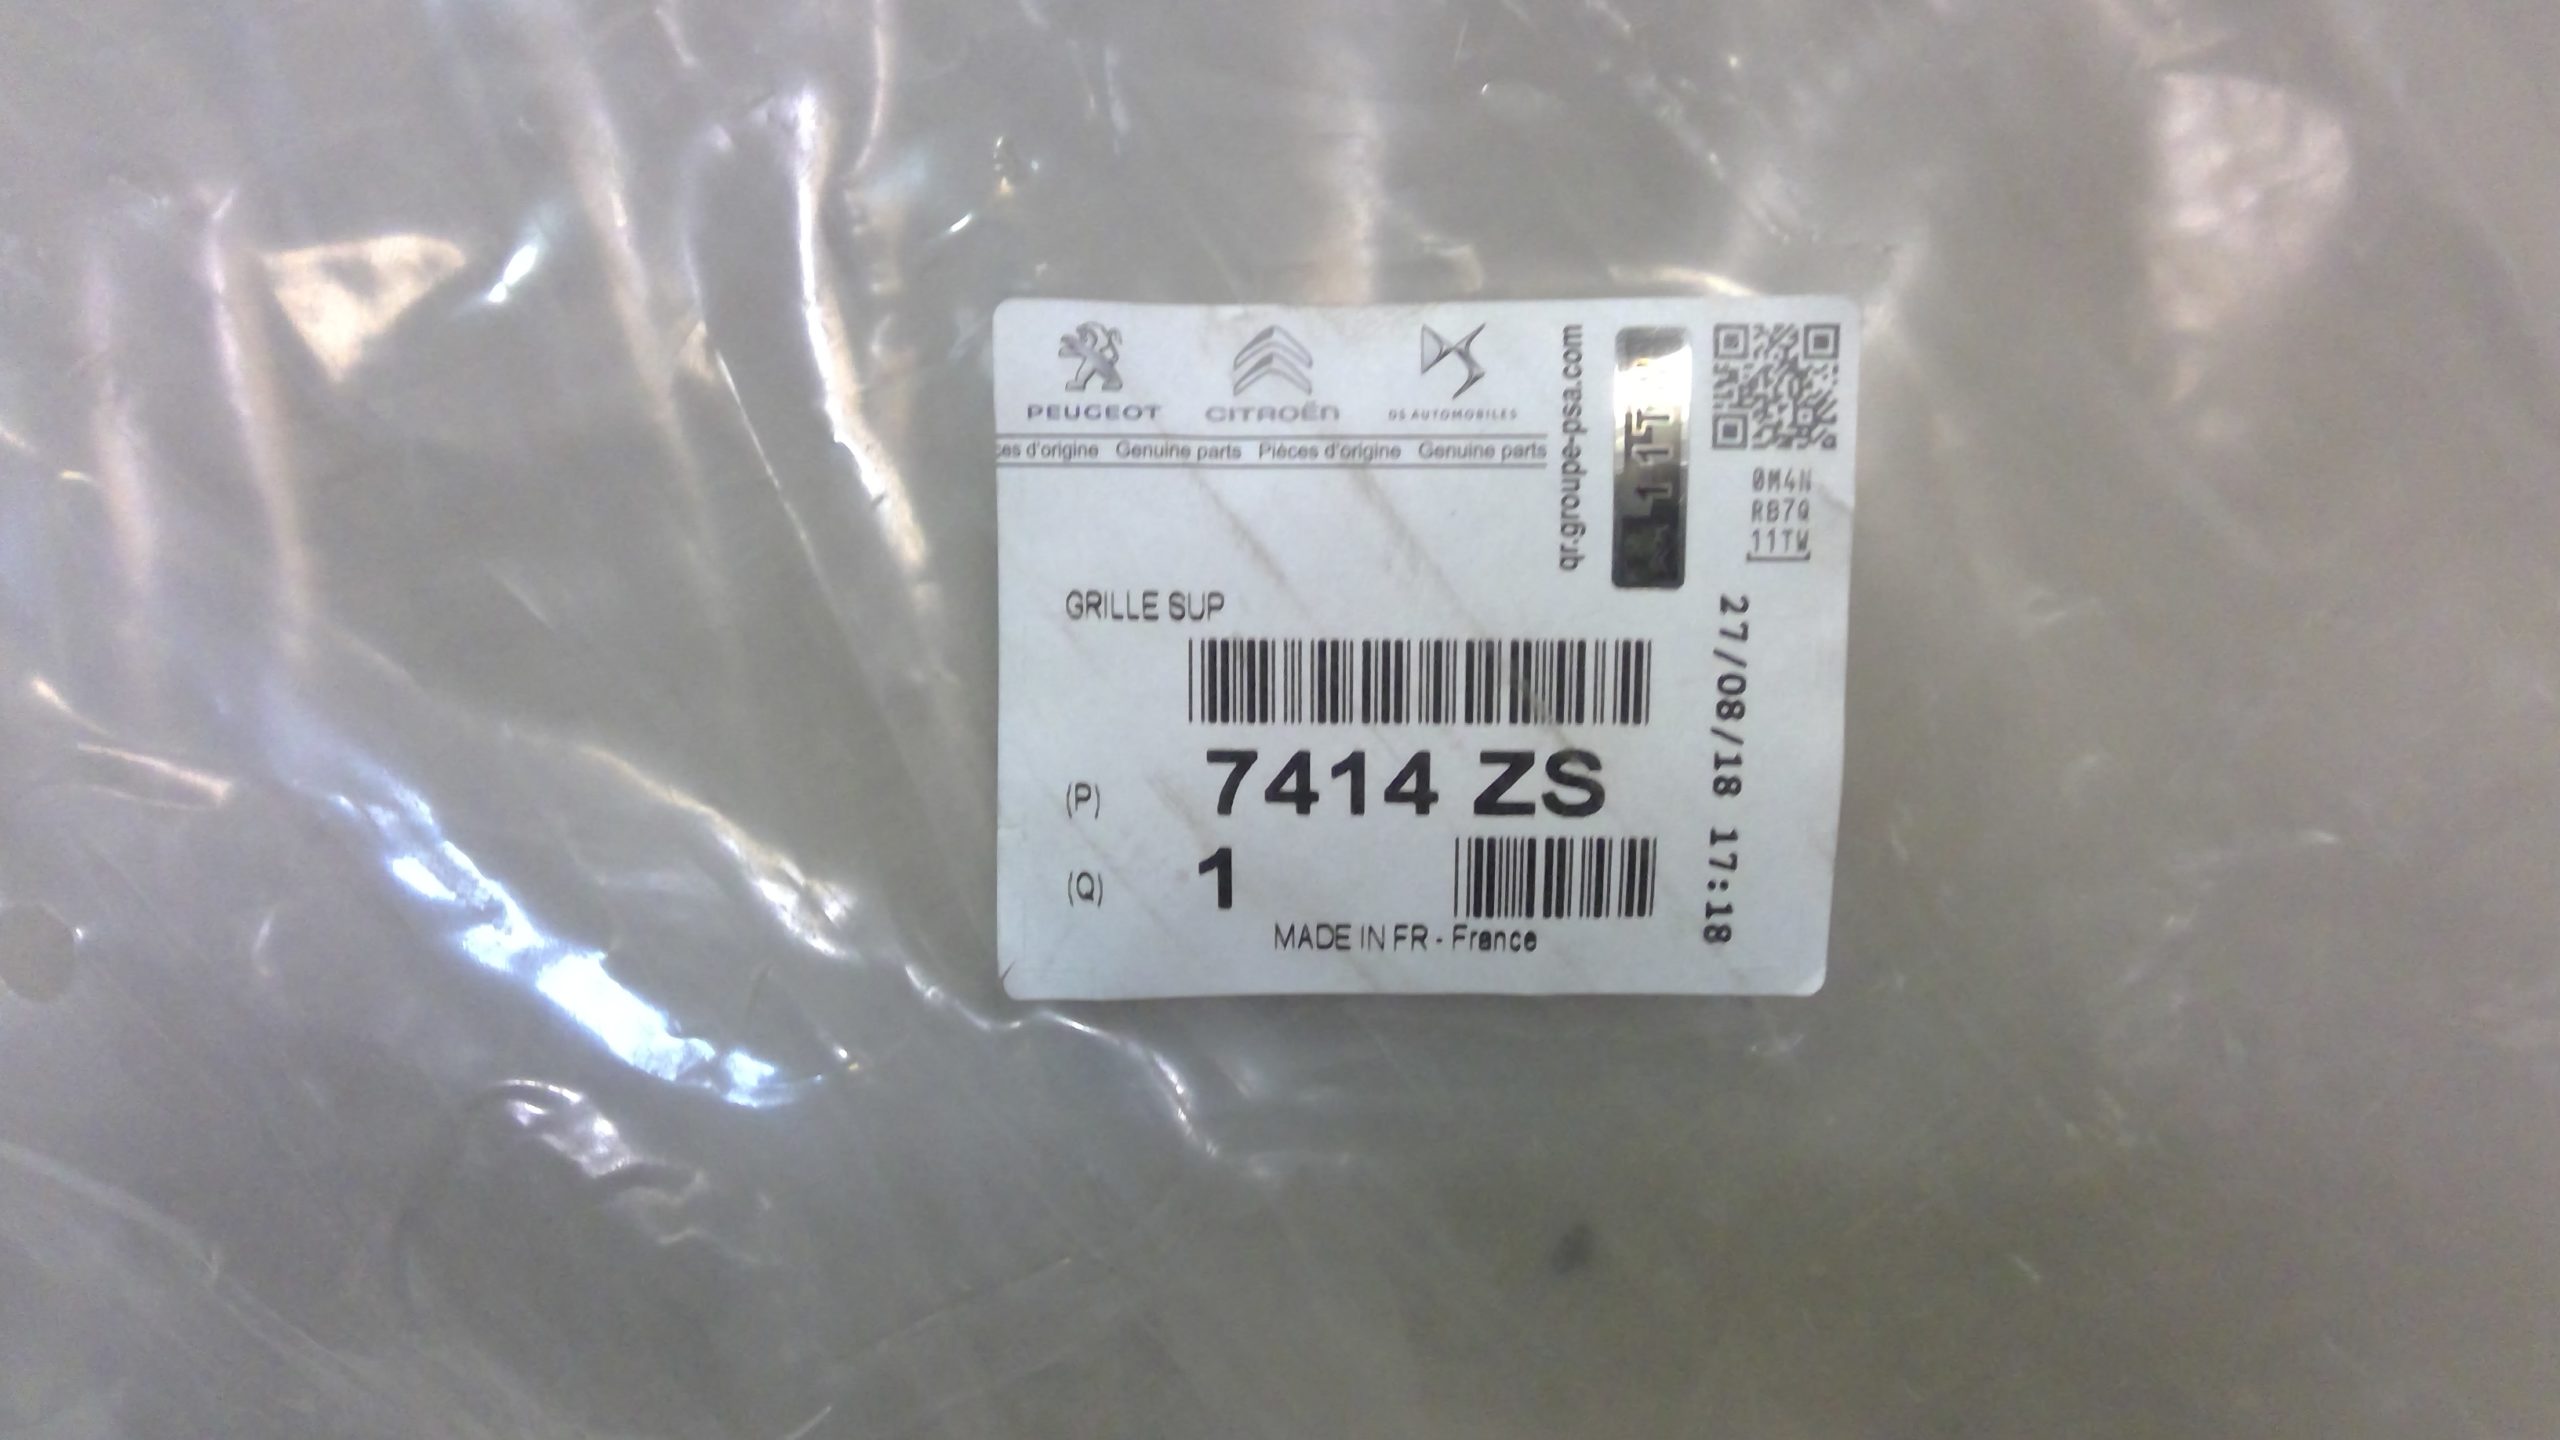 PEUGEOT CITROËN DS AUTOMOBILES
ces d'origine Genuine parts Pièces d'origine Genuine parts
qr.groupe-psa.com
11T
0M4N
RB7Q
11TW
27/08/18 17:18
GRILLE SUP
(P) 7414 ZS
(Q) 1
MADE IN FR - France